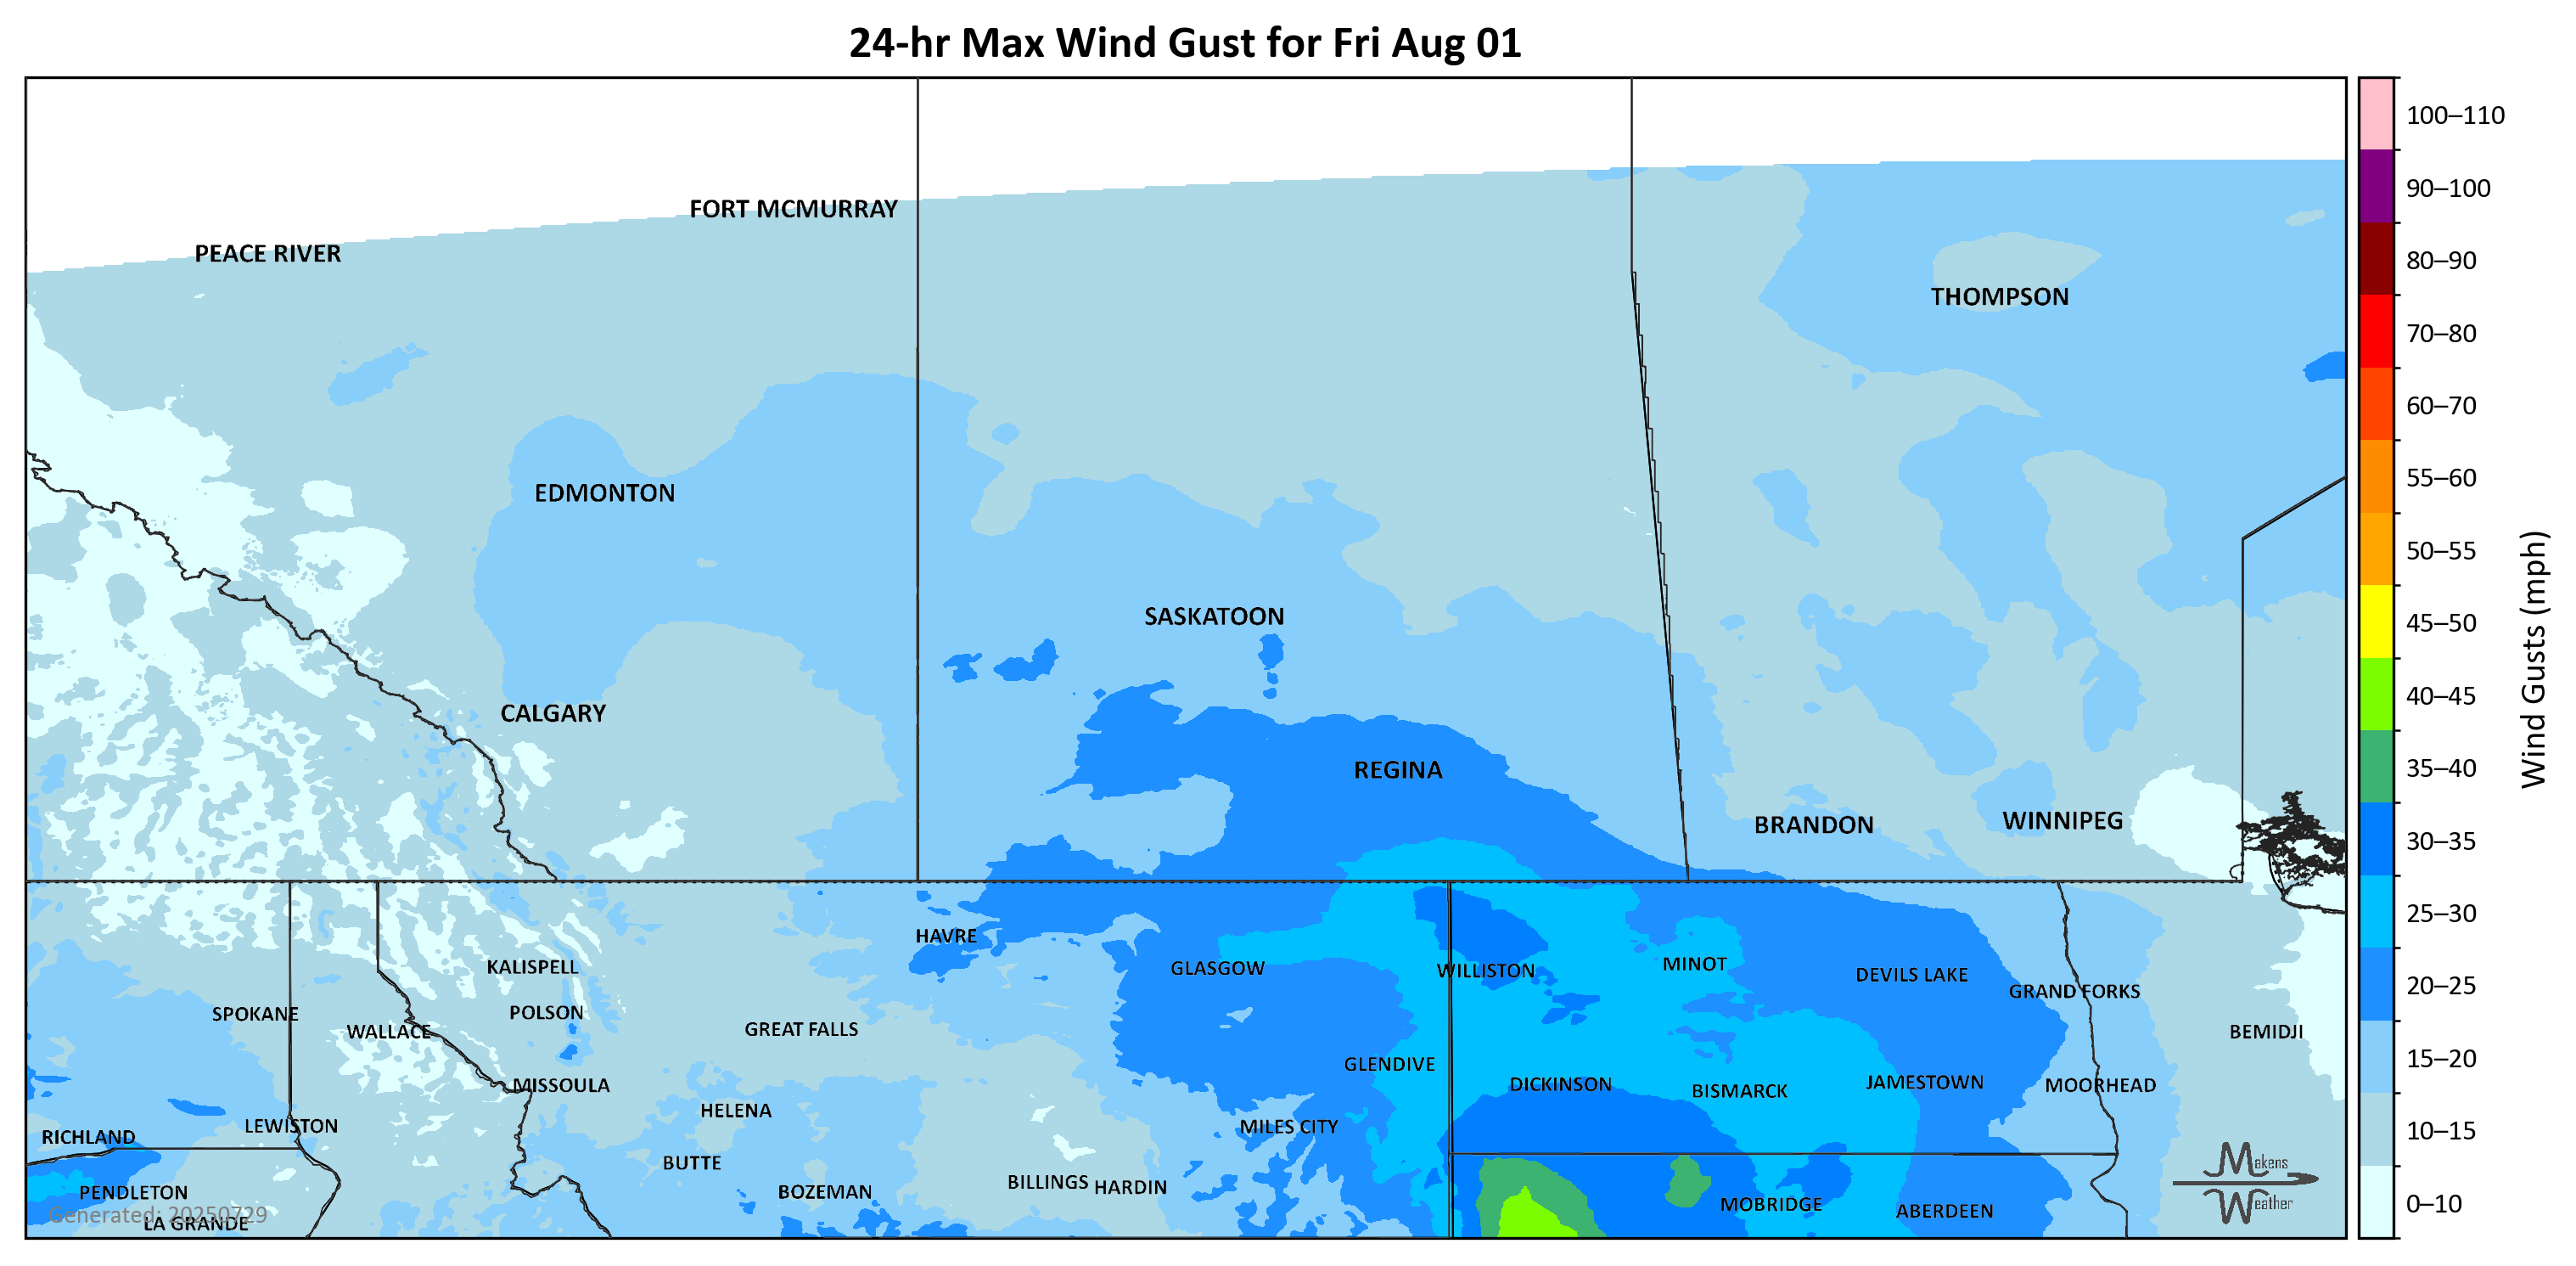 24-hr Max Wind Gust for Fri Aug 01
FORT MCMURRAY
PEACE RIVER
THOMPSON
EDMONTON
SASKATOON
CALGARY
REGINA
BRANDON
WINNIPEG
HAVRE
KALISPELL
GLASGOW
WILLISTON
MINOT
DEVILS LAKE
GRAND FORKS
SPOKANE
POLSON
WALLACE
GREAT FALLS
BEMIDJI
GLENDIVE
MISSOULA
DICKINSON
BISMARCK
JAMESTOWN
MOORHEAD
HELENA
LEWISTON
MILES CITY
RICHLAND
BUTTE
BILLINGS
HARDIN
PENDLETON
BOZEMAN
MOBRIDGE
ABERDEEN
Generated: 20250729
LA GRANDE
Makens
Weather
100–110
90–100
80–90
70–80
60–70
55–60
50–55
45–50
40–45
35–40
30–35
25–30
20–25
15–20
10–15
0–10
Wind Gusts (mph)